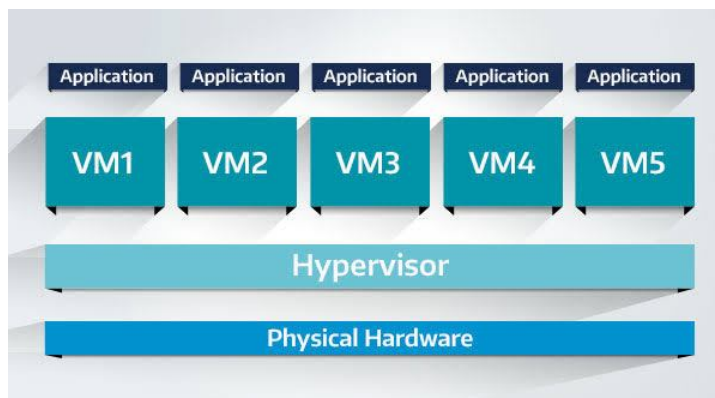 Application Application Application Application Application
VM1 VM2 VM3 VM4 VM5
Hypervisor
Physical Hardware